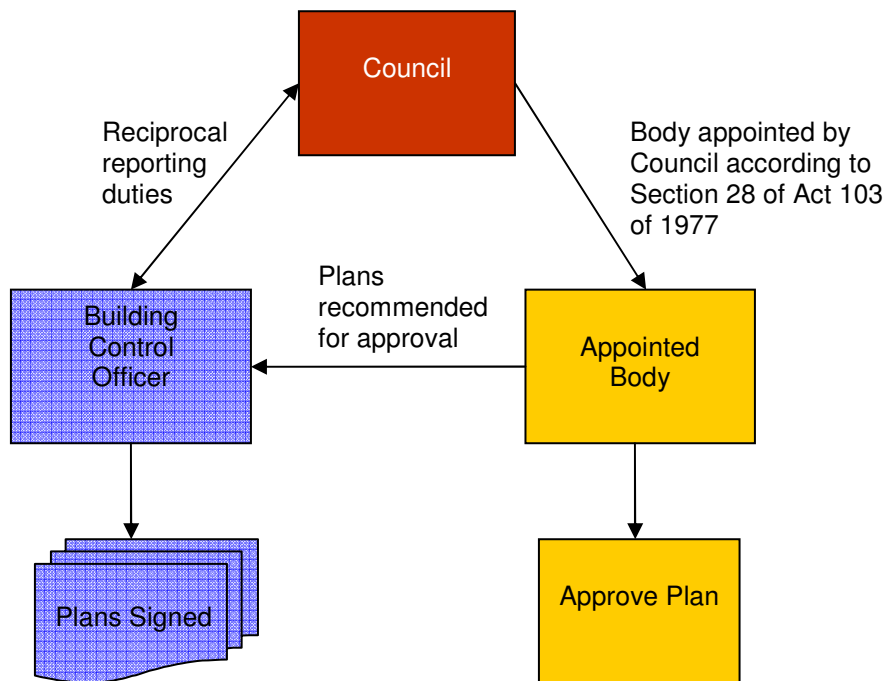 Council
Reciprocal
reporting
duties
Body appointed by
Council according to
Section 28 of Act 103
of 1977
Plans
recommended
for approval
Building
Control
Officer
Appointed
Body
Plans Signed
Approve Plan